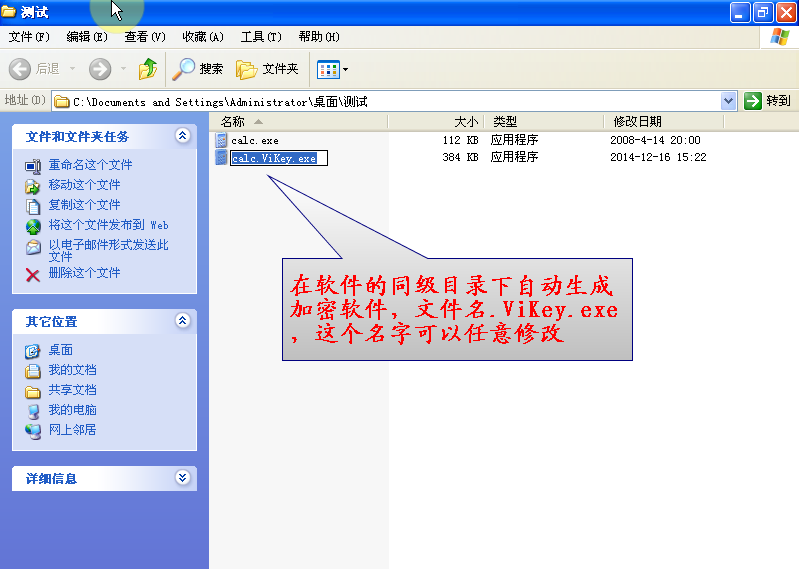 测试
文件(F) 编辑(E) 查看(V) 收藏(A) 工具(T) 帮助(H)
后退 搜索 文件夹
地址(D) C:\Documents and Settings\Administrator\桌面\测试 转到
文件和文件夹任务
重命名这个文件
移动这个文件
复制这个文件
将这个文件发布到 Web
以电子邮件形式发送此
文件
删除这个文件
其它位置
桌面
我的文档
共享文档
我的电脑
网上邻居
详细信息
名称 大小 类型 修改日期
calc.exe 112 KB 应用程序 2008-4-14 20:00
calc.ViKey.exe 384 KB 应用程序 2014-12-16 15:22
在软件的同级目录下自动生成
加密软件，文件名.ViKey.exe
，这个名字可以任意修改